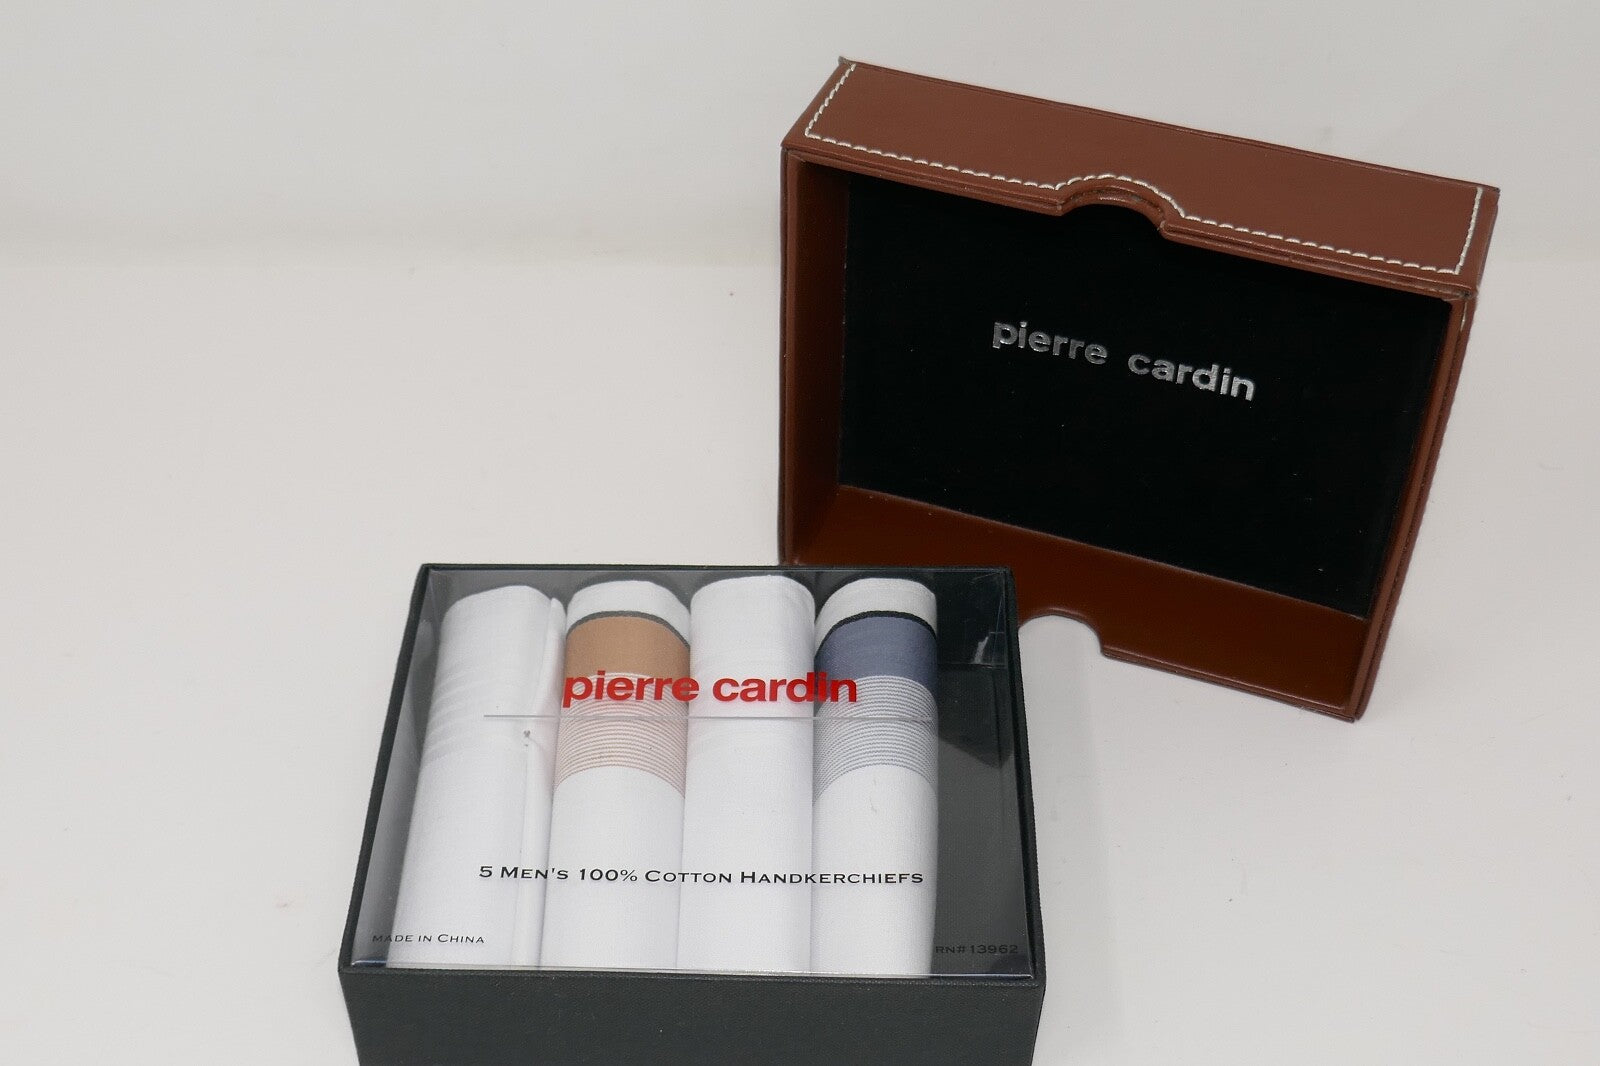 pierre cardin
pierre cardin
5 MEN'S 100% COTTON HANDKERCHIEFS
MADE IN CHINA
RN#13962